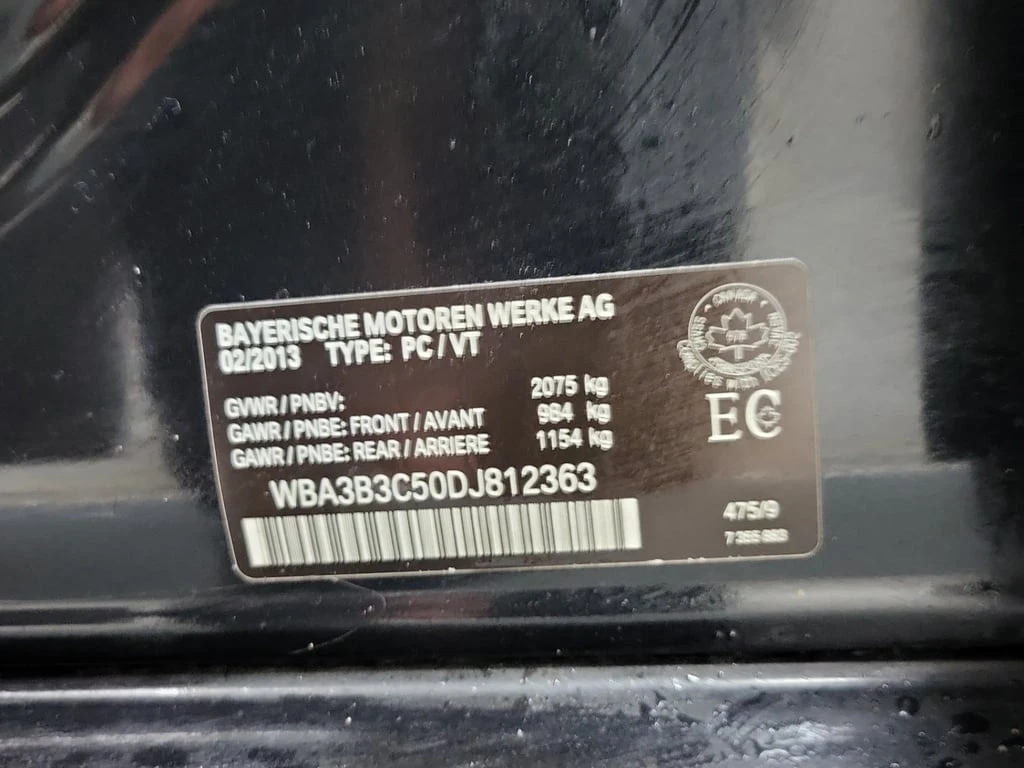 BAYERISCHE MOTOREN WERKE AG
02/2013 TYPE: PC/VT
GVWR/PNBV: 2075 kg
GAWR/PNBE: FRONT/AVANT 984 kg
GAWR/PNBE: REAR/ARRIERE 1154 kg
WBA3B3C50DJ812363
CANADA
EC
475/9